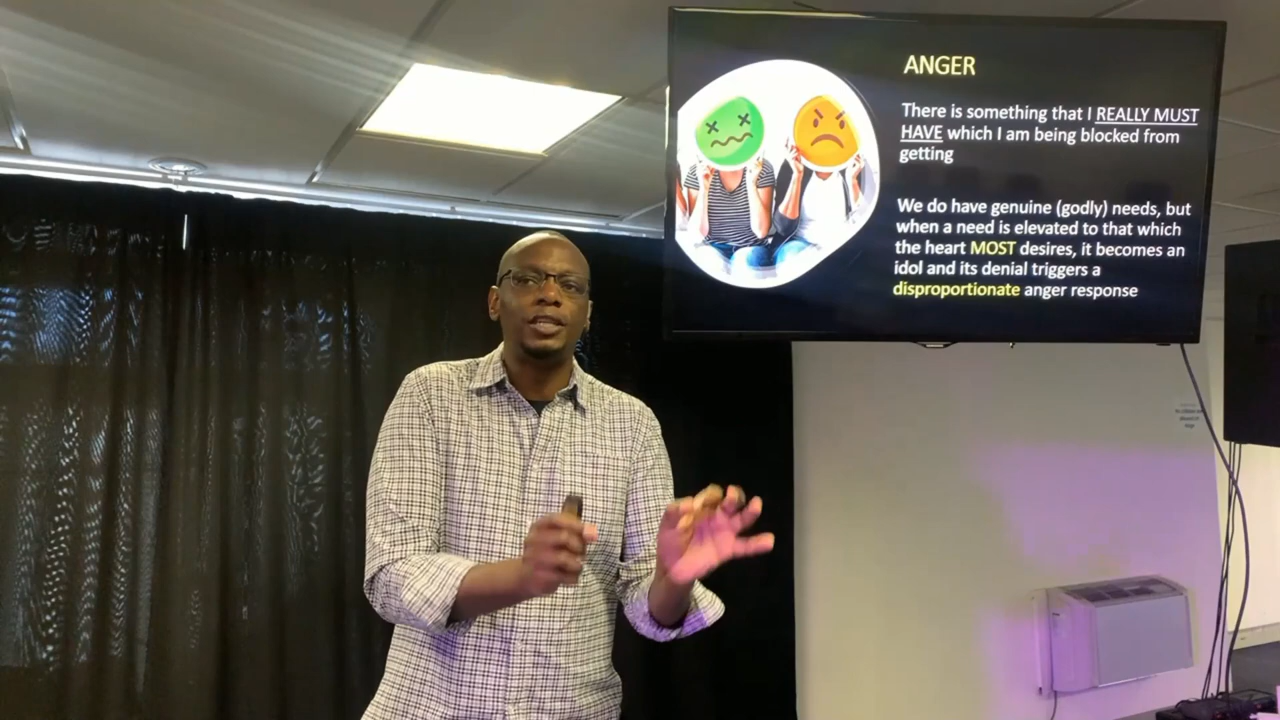 ANGER
There is something that I REALLY MUST
HAVE which I am being blocked from
getting
We do have genuine (godly) needs, but
when a need is elevated to that which
the heart MOST desires, it becomes an
idol and its denial triggers a
disproportionate anger response